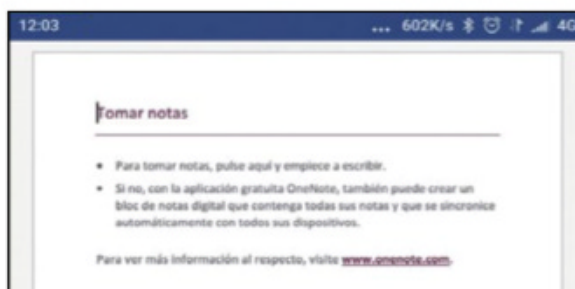 12:03 ... 602K/s 4G
Tomar notas
• Para tomar notas, pulse aquí y empiece a escribir.
• Si no, con la aplicación gratuita OneNote, también puede crear un
bloc de notas digital que contenga todas sus notas y que se sincronice
automáticamente con todos sus dispositivos.
Para ver más información al respecto, visite www.onenote.com.